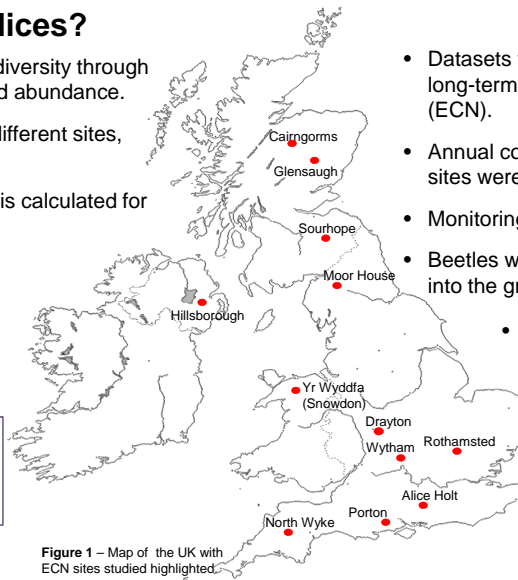 lices?
diversity through
d abundance.
different sites,
is calculated for
Cairngorms
Glensaugh
Sourhope
Moor House
Hillsborough
Yr Wyddfa
(Snowdon)
Drayton
Wytham
Rothamsted
Alice Holt
Porton
North Wyke
Figure 1 – Map of the UK with
ECN sites studied highlighted.
• Datasets
long-term
(ECN).
• Annual co
sites were
• Monitoring
• Beetles w
into the gr
•